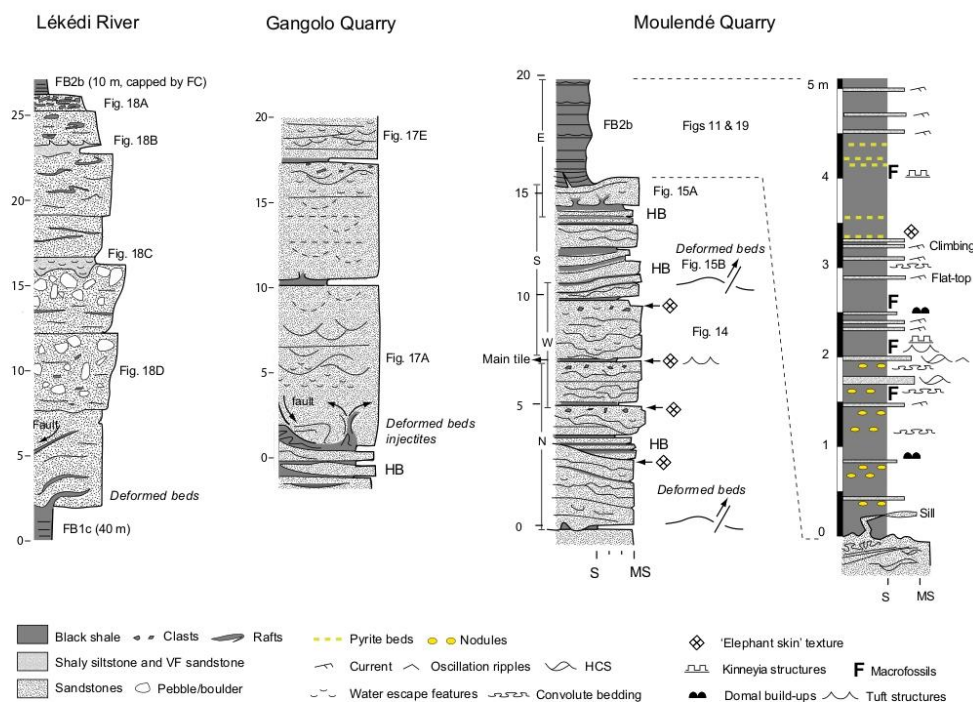 Lékédi River
Gangolo Quarry
Moulendé Quarry
FB2b (10 m, capped by FC)
Fig. 18A
Fig. 18B
Fig. 18C
Fig. 18D
Fault
Deformed beds
FB1c (40 m)
25
20
15
10
5
0
20
15
10
5
0
Fig. 17E
Fig. 17A
fault
Deformed beds
injectites
HB
20
15
10
5
0
E
S
W
N
Main tile
FB2b
Figs 11 & 19
Fig. 15A
HB
Deformed beds
HB
Fig. 15B
Fig. 14
HB
Deformed beds
S
MS
5 m
4
3
2
1
0
F
Climbing
Flat-top
F
F
F
Sill
S
MS
Black shale
Clasts
Rafts
Pyrite beds
Nodules
'Elephant skin' texture
Shaly siltstone and VF sandstone
Current
Oscillation ripples
HCS
Kinneyia structures
F Macrofossils
Sandstones
Pebble/boulder
Water escape features
Convolute bedding
Domal build-ups
Tuft structures